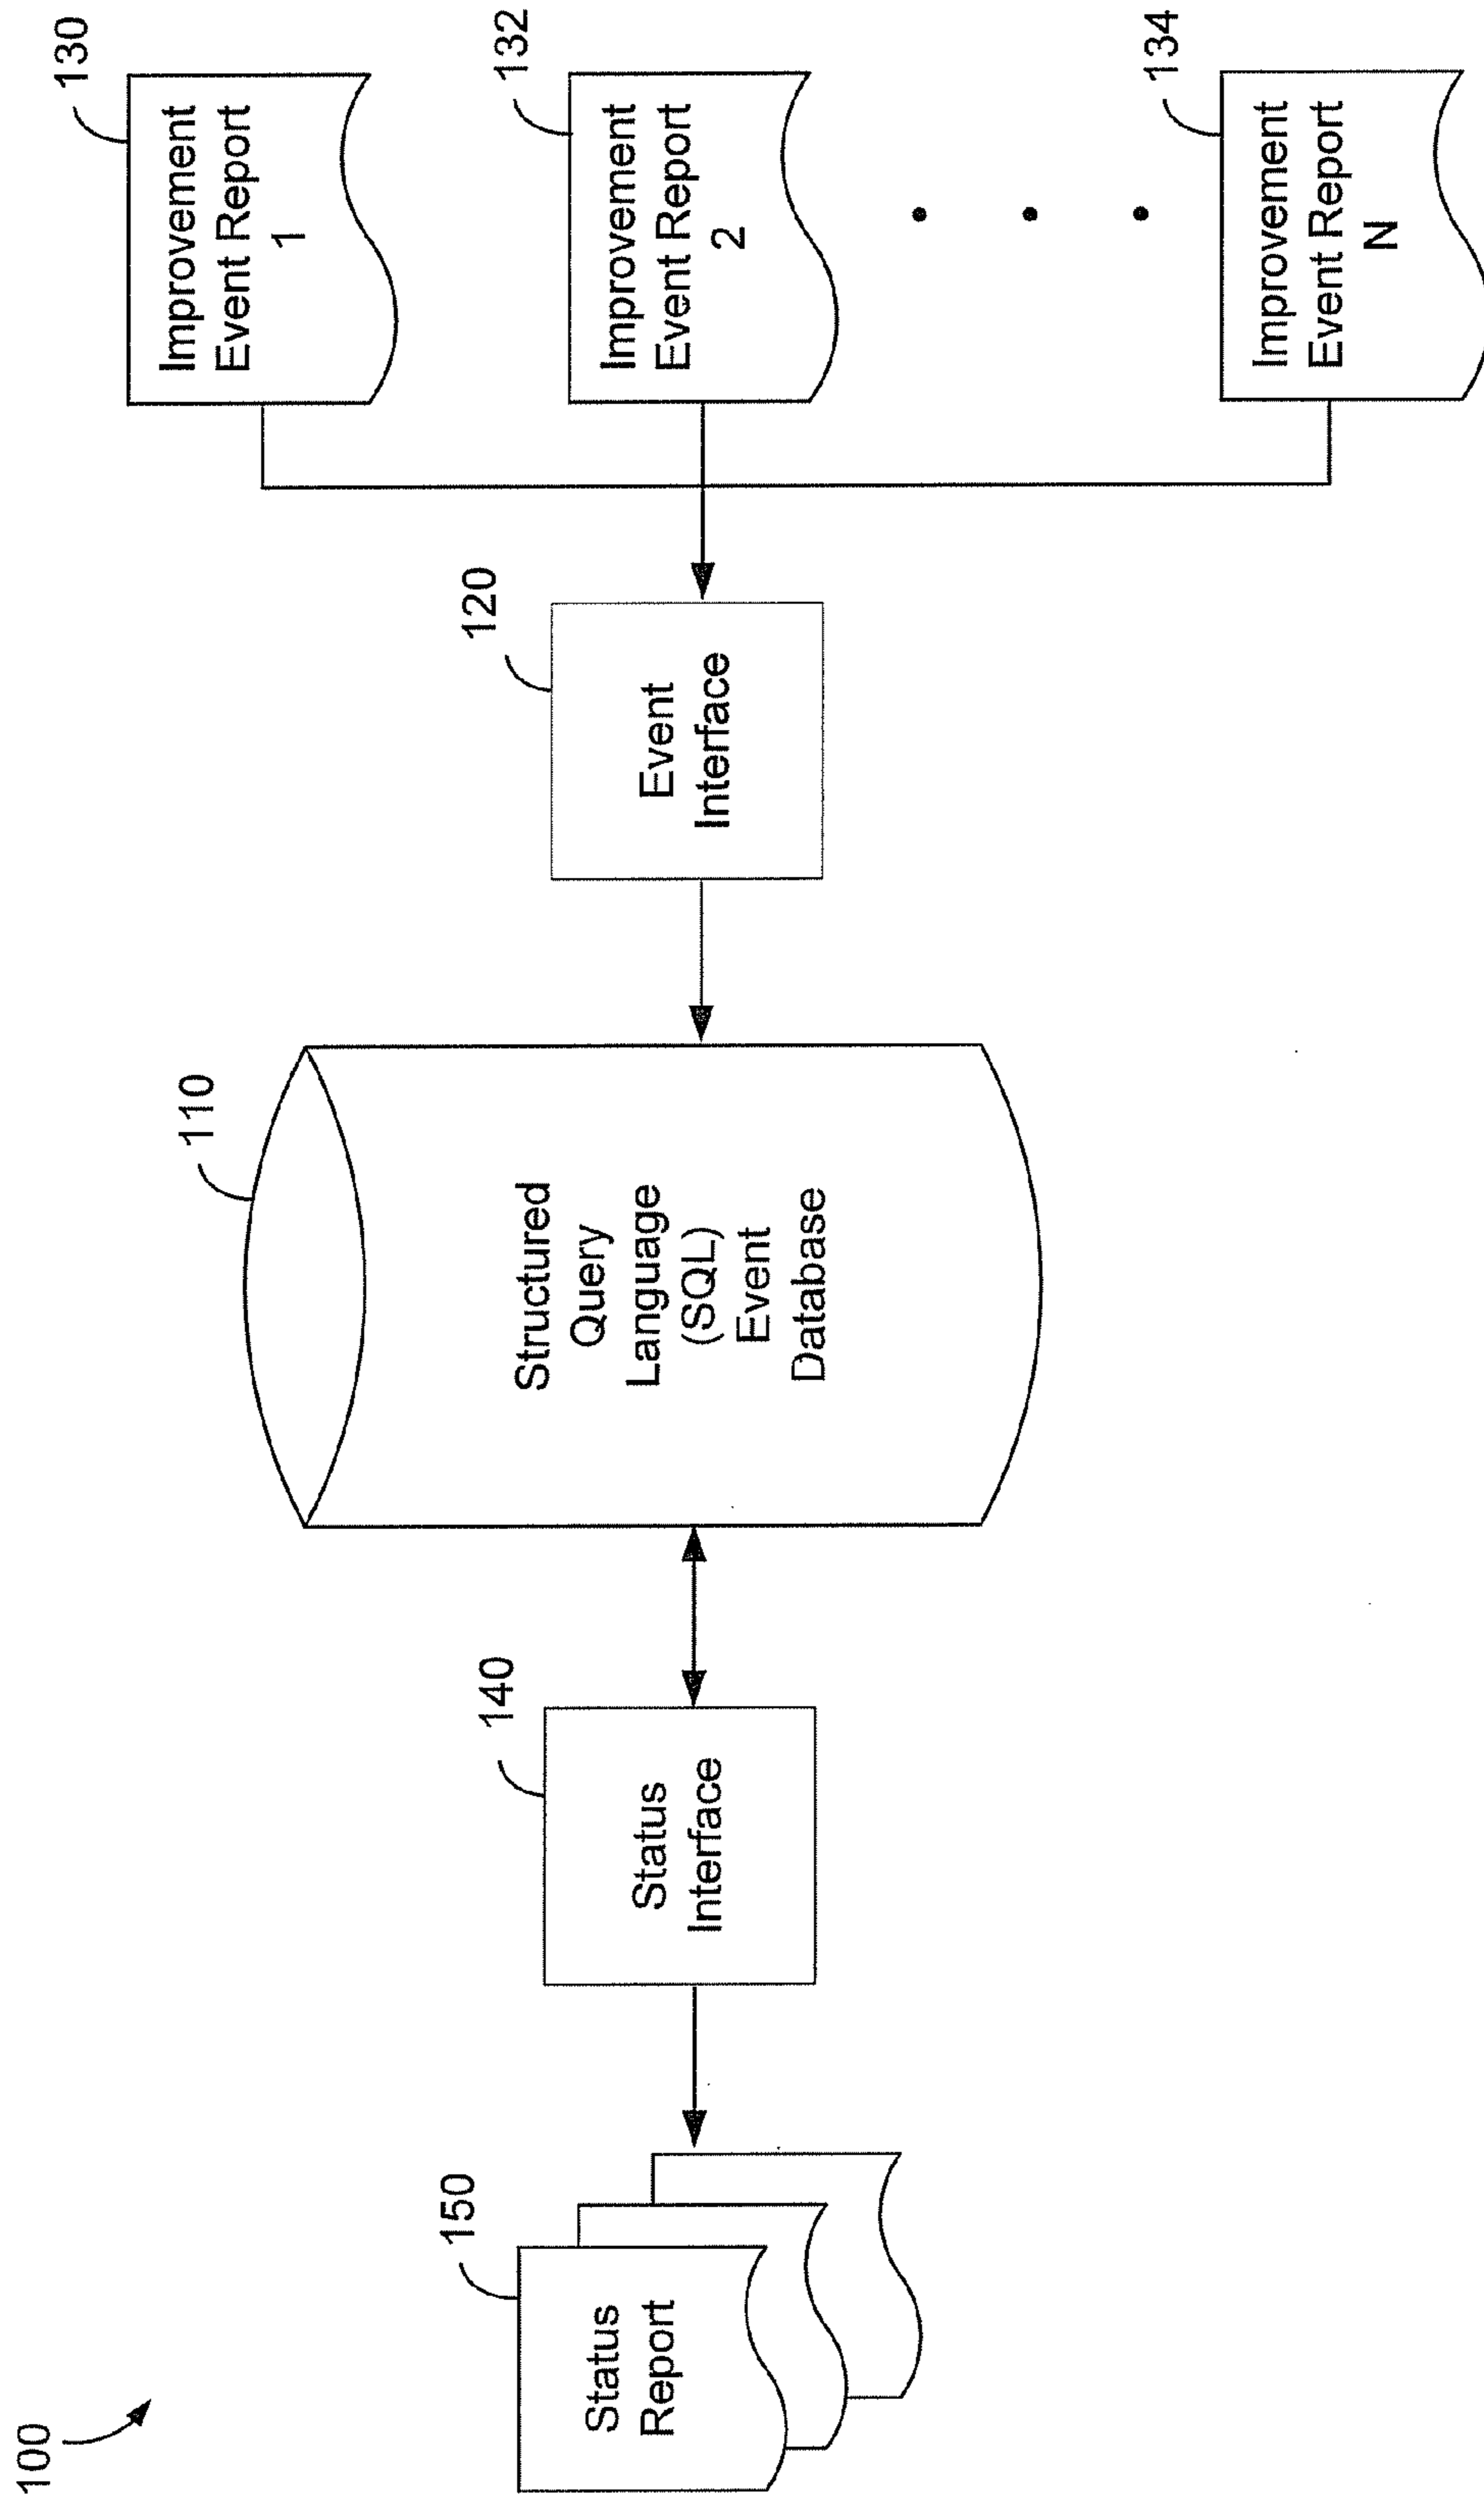 100
150
Status
Report
140
Status
Interface
110
Structured
Query
Language
(SQL)
Event
Database
120
Event
Interface
130
Improvement
Event Report
1
132
Improvement
Event Report
2
134
Improvement
Event Report
N